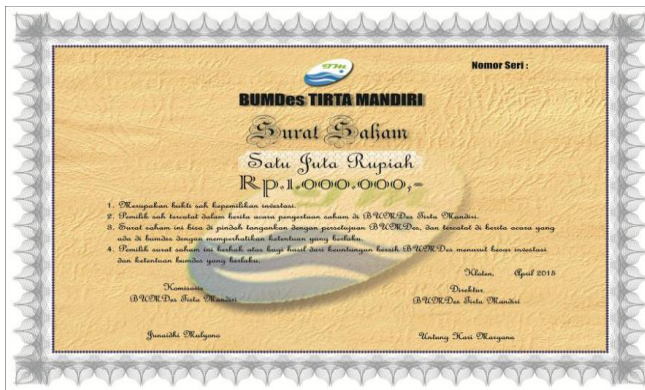 Nomor Seri :
BUMDes TIRTA MANDIRI
Surat Saham
Satu Juta Rupiah
Rp.1.000.000,-
1. Merupakan bukti sah kepemilikan investasi.
2. Pemilik sah tercatat dalam berita acara penyertaan saham di BUMDes Tirta Mandiri.
3. Surat saham ini bisa di pindah tangankan dengan persetujuan BUMDes, dan tercatat di berita acara yang
ada di bumdes dengan memperhatikan ketentuan yang berlaku.
4. Pemilik surat saham ini berhak atas bagi hasil dari keuntungan bersih BUMDes menurut besar investasi
dan ketentuan bumdes yang berlaku.
Klaten, April 2015
Komisaris
BUMDes Tirta Mandiri
Direktur
BUMDes Tirta Mandiri
Junaidhi Mulyono
Untung Hari Margono